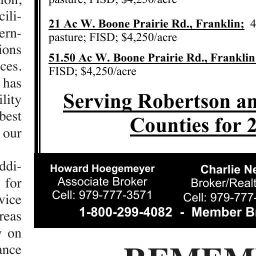 pasture; FISD; $4,250/acre
21 Ac W. Boone Prairie Rd., Franklin; 4
pasture; FISD; $4,250/acre
51.50 Ac W. Boone Prairie Rd., Franklin
FISD; $4,250/acre
Serving Robertson an
Counties for 2
Howard Hoegemeyer
Associate Broker
Cell: 979-777-3571
Charlie Ne
Broker/Realt
Cell: 979-777-
1-800-299-4082 - Member B
cili-
ern-
ions
ces.
has
ility
best
our
ddi-
for
vice
reas
on
ance